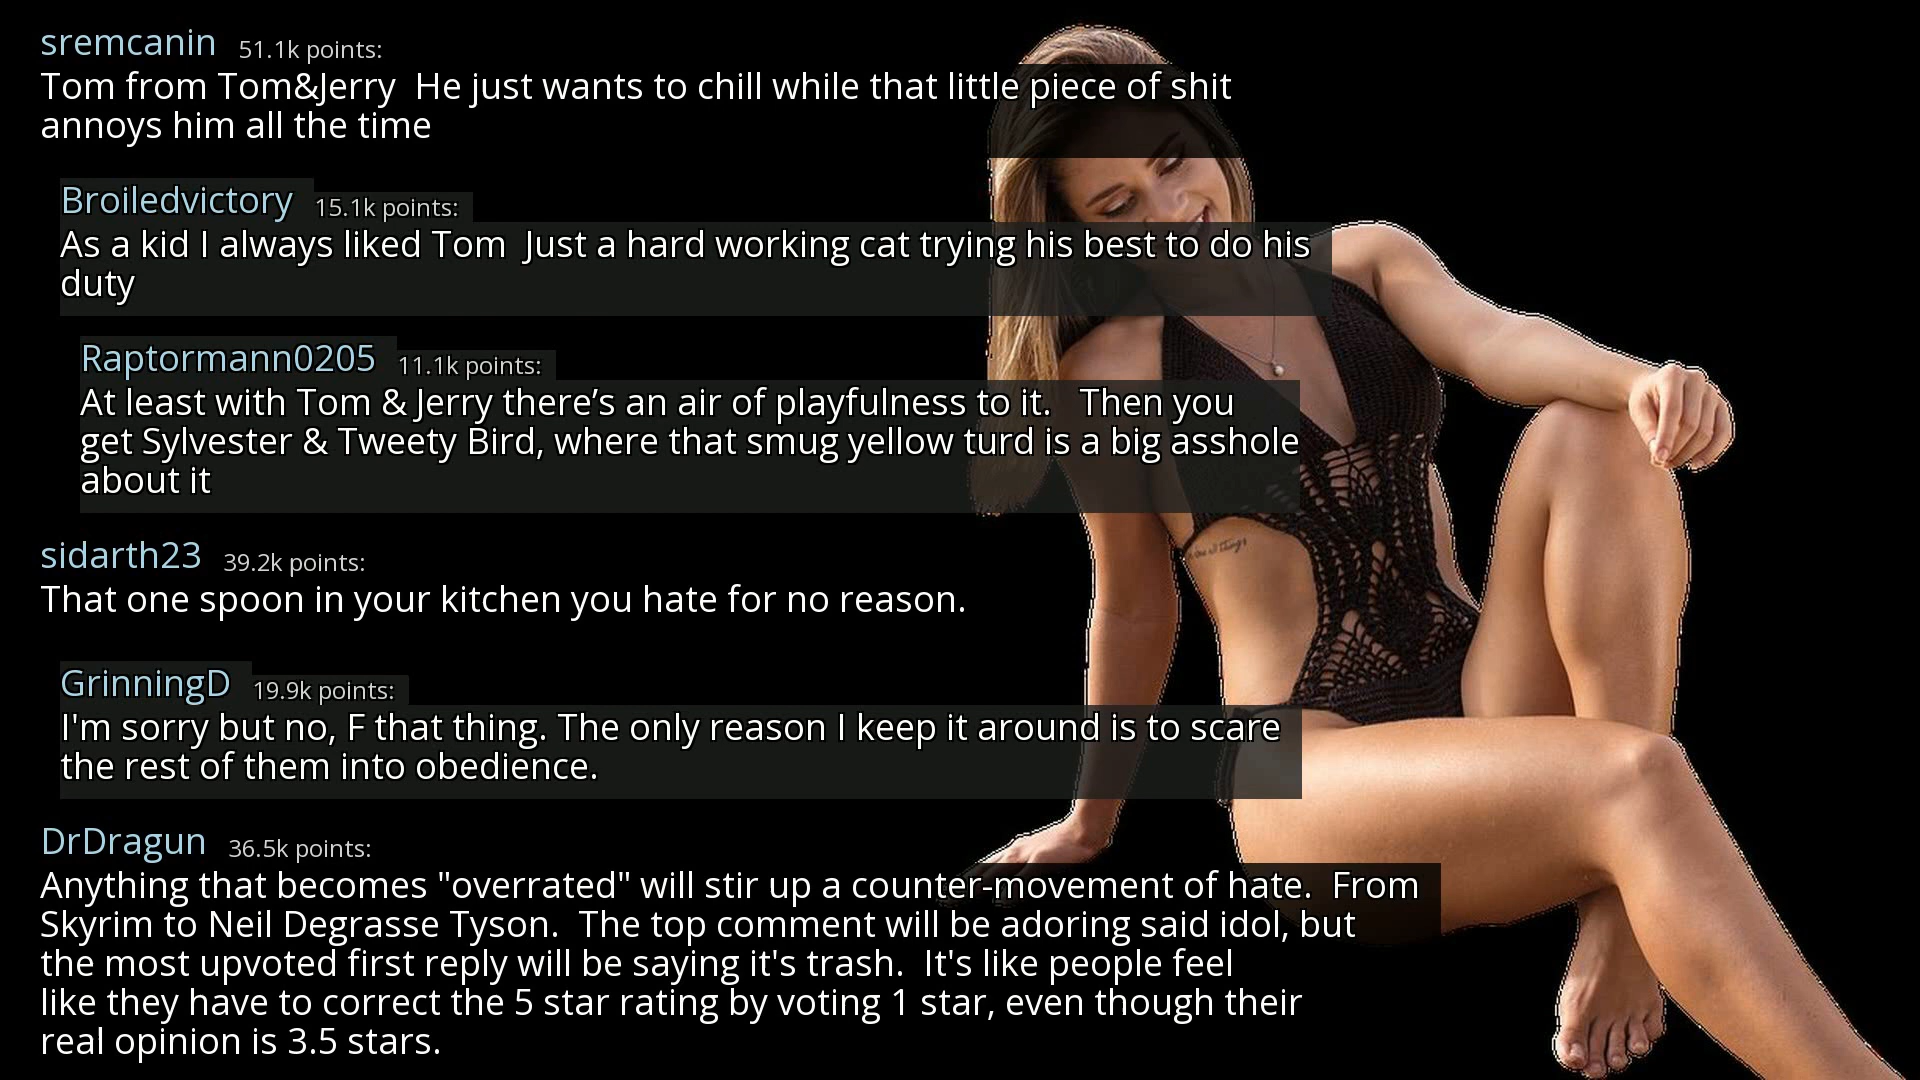 sremcanin 51.1k points:
Tom from Tom&Jerry  He just wants to chill while that little piece of shit
annoys him all the time
Broiledvictory 15.1k points:
As a kid I always liked Tom  Just a hard working cat trying his best to do his
duty
Raptormann0205 11.1k points:
At least with Tom & Jerry there’s an air of playfulness to it.   Then you
get Sylvester & Tweety Bird, where that smug yellow turd is a big asshole
about it
sidarth23 39.2k points:
That one spoon in your kitchen you hate for no reason.
GrinningD 19.9k points:
I'm sorry but no, F that thing. The only reason I keep it around is to scare
the rest of them into obedience.
DrDragun 36.5k points:
Anything that becomes "overrated" will stir up a counter-movement of hate.  From
Skyrim to Neil Degrasse Tyson.  The top comment will be adoring said idol, but
the most upvoted first reply will be saying it's trash.  It's like people feel
like they have to correct the 5 star rating by voting 1 star, even though their
real opinion is 3.5 stars.